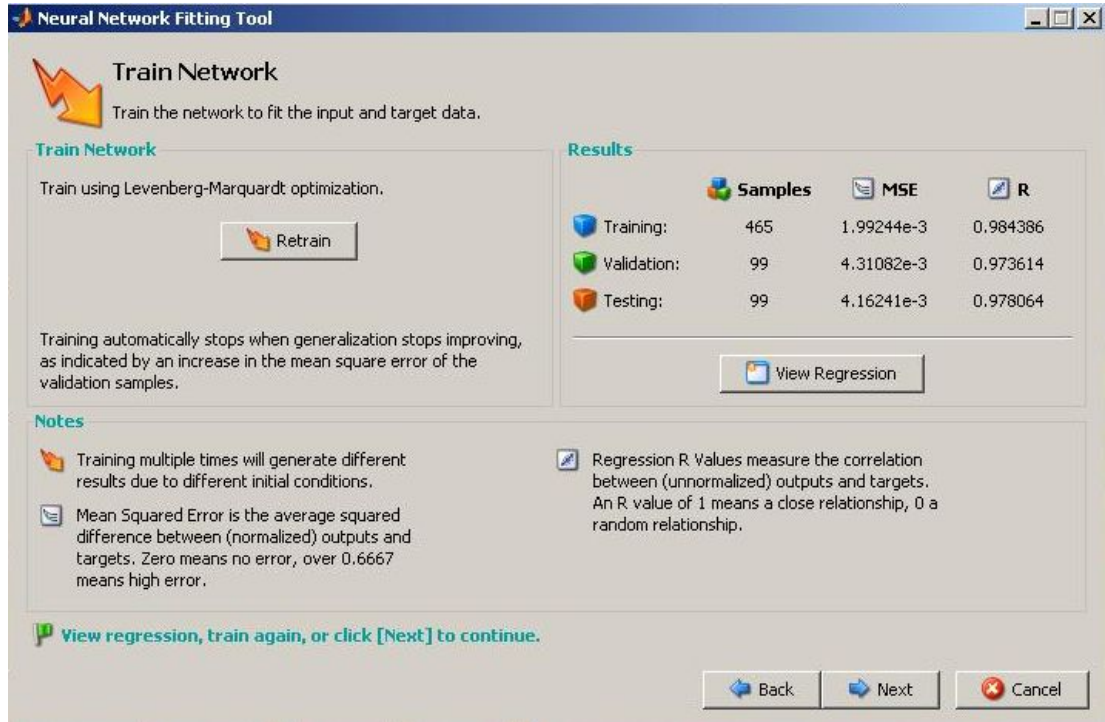 Neural Network Fitting Tool
Train Network
Train the network to fit the input and target data.
Train Network
Train using Levenberg-Marquardt optimization.
Retrain
Training automatically stops when generalization stops improving,
as indicated by an increase in the mean square error of the
validation samples.
Results
Samples MSE R
Training: 465 1.99244e-3 0.984386
Validation: 99 4.31082e-3 0.973614
Testing: 99 4.16241e-3 0.978064
View Regression
Notes
Training multiple times will generate different
results due to different initial conditions.
Mean Squared Error is the average squared
difference between (normalized) outputs and
targets. Zero means no error, over 0.6667
means high error.
Regression R Values measure the correlation
between (unnormalized) outputs and targets.
An R value of 1 means a close relationship, 0 a
random relationship.
View regression, train again, or click [Next] to continue.
Back Next Cancel